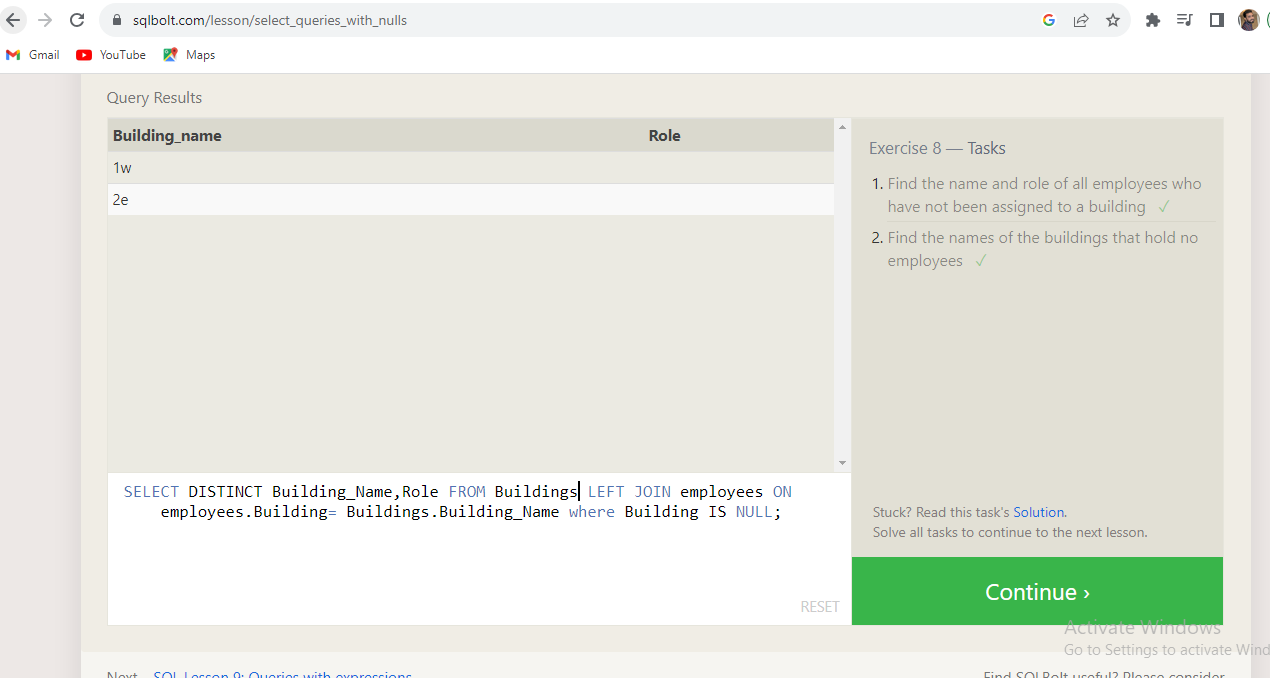 sqlbolt.com/lesson/select_queries_with_nulls
Gmail YouTube Maps
Query Results
Building_name Role
1w
2e
Exercise 8 — Tasks
1. Find the name and role of all employees who
have not been assigned to a building ✓
2. Find the names of the buildings that hold no
employees ✓
SELECT DISTINCT Building_Name,Role FROM Buildings LEFT JOIN employees ON
employees.Building= Buildings.Building_Name where Building IS NULL;
RESET
Stuck? Read this task's Solution.
Solve all tasks to continue to the next lesson.
Continue ›
Activate Windows
Go to Settings to activate Wind
Next – SQL Lesson 9: Queries with expressions
Find SQLBolt useful? Please consider